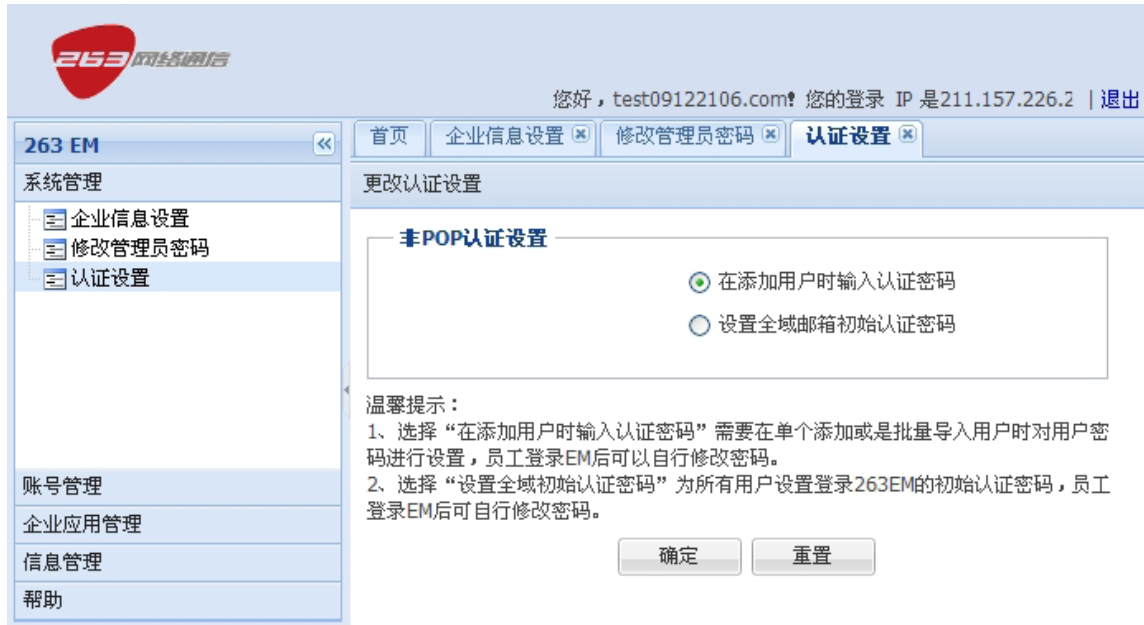 263网络通信
您好，test09122106.com! 您的登录 IP 是211.157.226.2 | 退出
263 EM
首页 企业信息设置 修改管理员密码 认证设置
系统管理
更改认证设置
企业信息设置
修改管理员密码
认证设置
非POP认证设置
在添加用户时输入认证密码
设置全域邮箱初始认证密码
温馨提示：
1、选择“在添加用户时输入认证密码”需要在单个添加或是批量导入用户时对用户密
码进行设置，员工登录EM后可以自行修改密码。
2、选择“设置全域初始认证密码”为所有用户设置登录263EM的初始认证密码，员工
登录EM后可自行修改密码。
确定 重置
账号管理
企业应用管理
信息管理
帮助